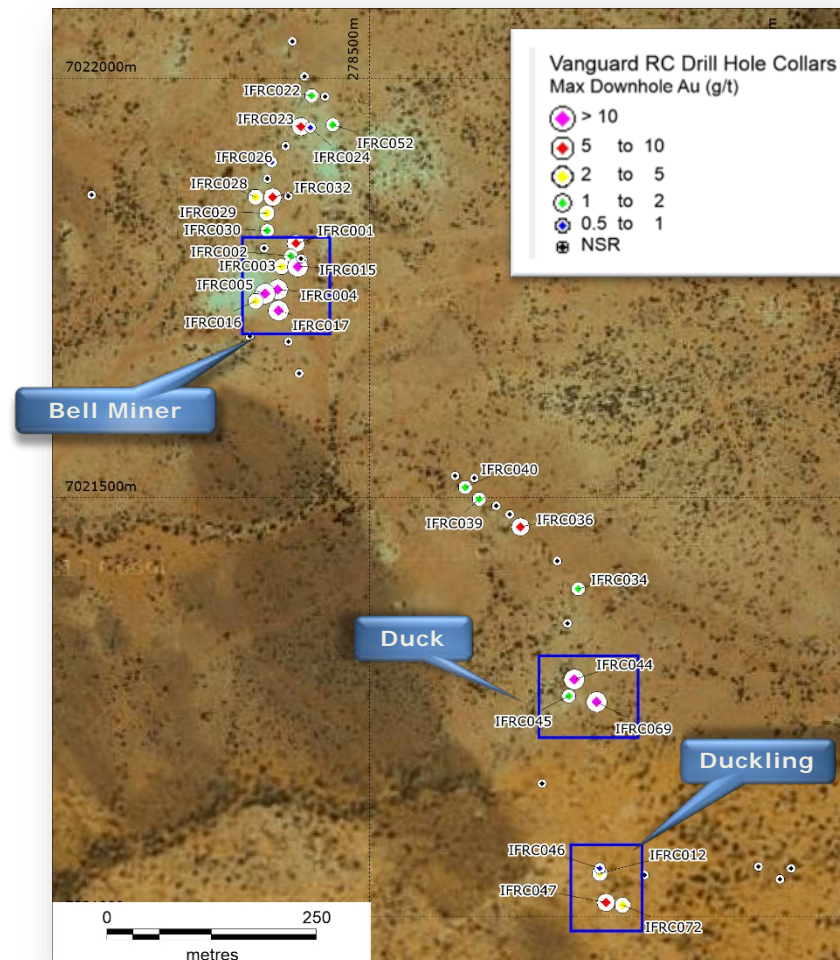 7022000m
278500m
Vanguard RC Drill Hole Collars
Max Downhole Au (g/t)
> 10
5 to 10
2 to 5
1 to 2
0.5 to 1
NSR
IFRC022
IFRC023
IFRC052
IFRC024
IFRC026
IFRC028
IFRC032
IFRC029
IFRC030
IFRC001
IFRC002
IFRC003
IFRC015
IFRC005
IFRC004
IFRC016
IFRC017
Bell Miner
IFRC040
7021500m
IFRC039
IFRC036
IFRC034
Duck
IFRC044
IFRC045
IFRC069
Duckling
IFRC046
IFRC012
IFRC047
IFRC072
0 250
metres